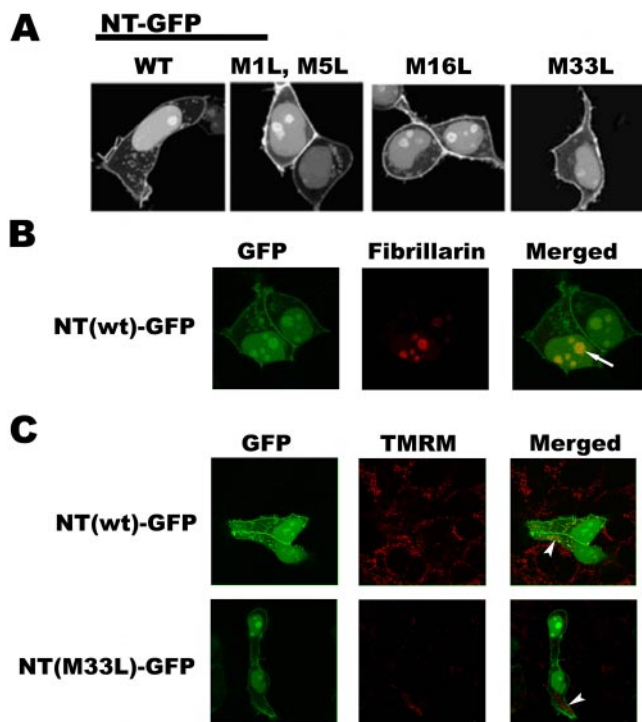 A
NT-GFP
WT M1L, M5L M16L M33L
B
GFP Fibrillarin Merged
NT(wt)-GFP
C
GFP TMRM Merged
NT(wt)-GFP
NT(M33L)-GFP